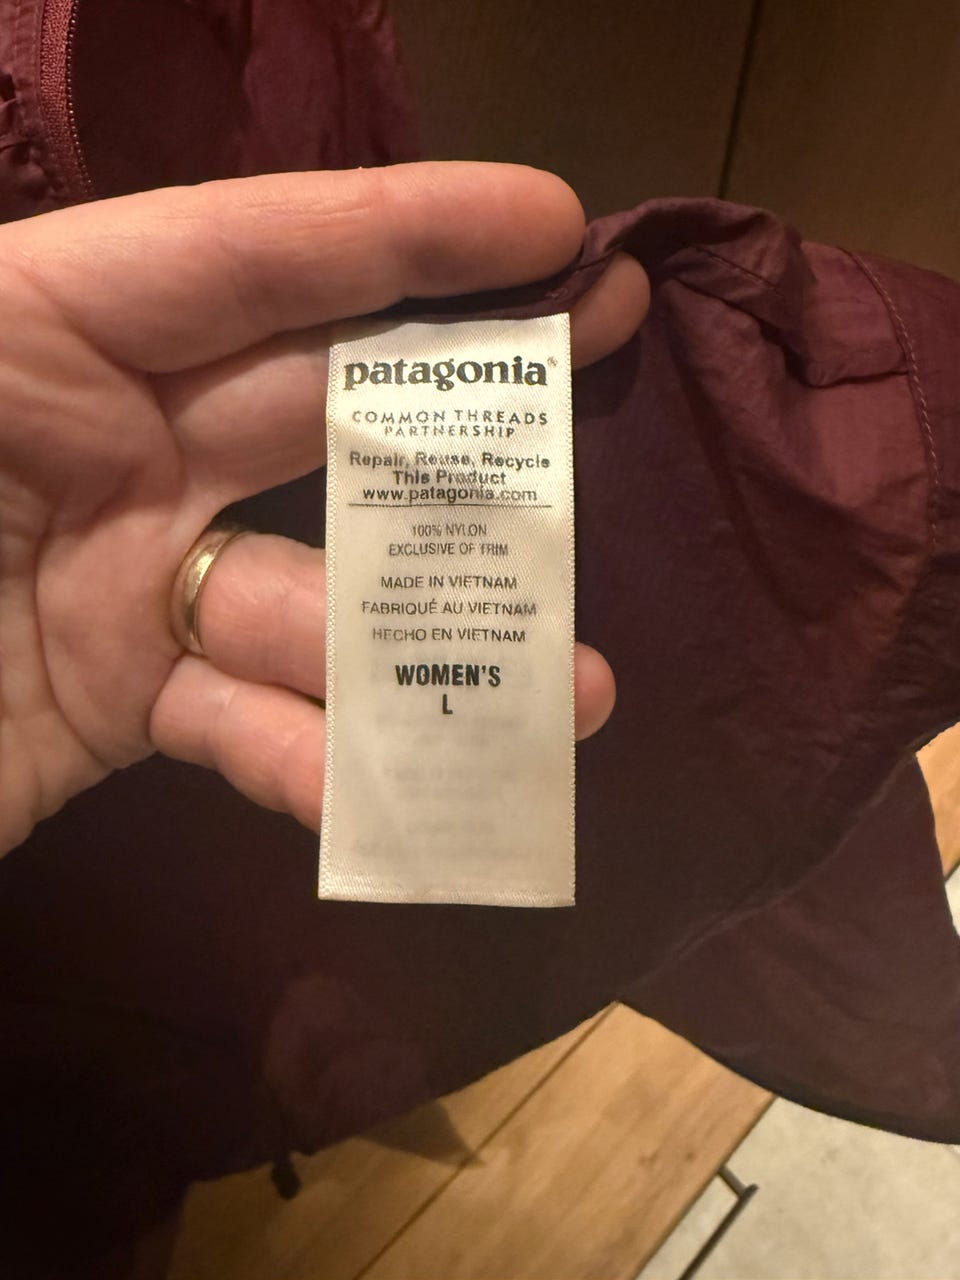 patagonia®
COMMON THREADS
PARTNERSHIP
Repair, Reuse, Recycle
This Product
www.patagonia.com
100% NYLON
EXCLUSIVE OF TRIM
MADE IN VIETNAM
FABRIQUÉ AU VIETNAM
HECHO EN VIETNAM
WOMEN'S
L